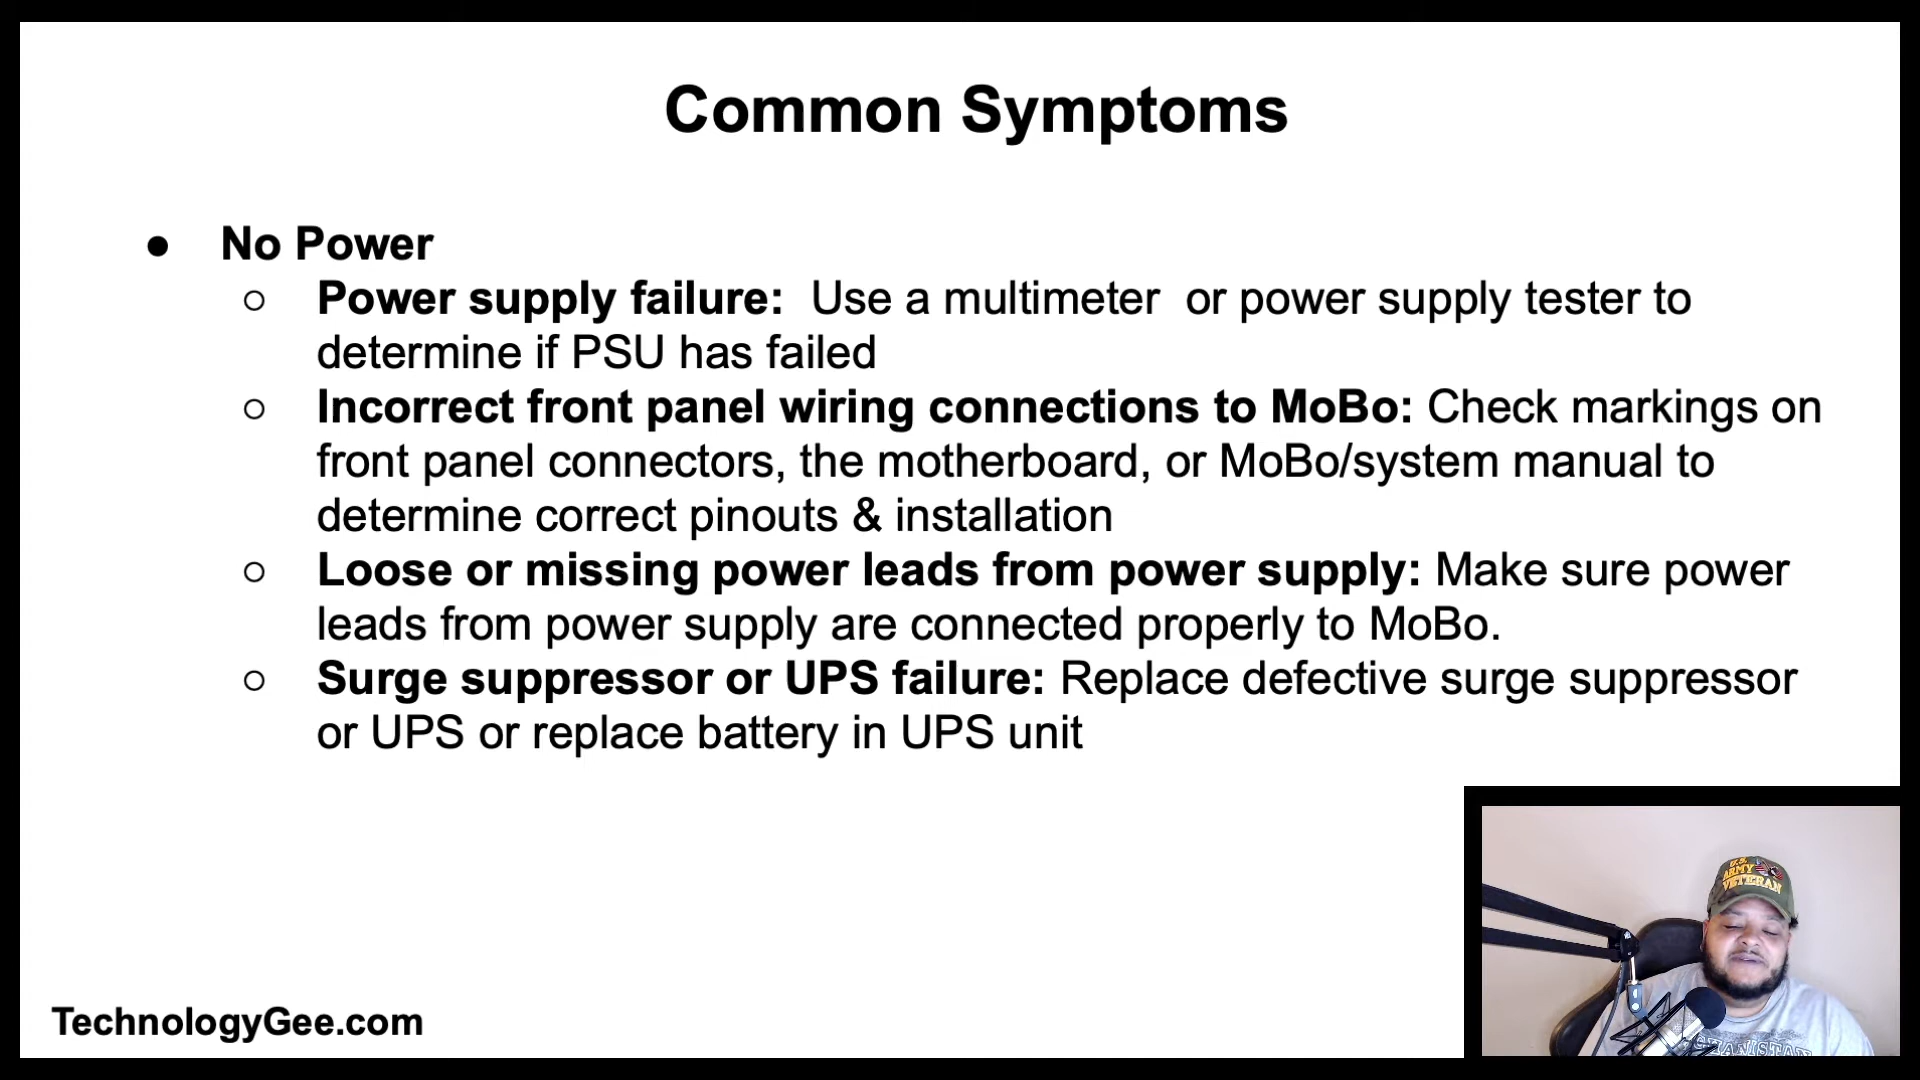 Common Symptoms
● No Power
○ Power supply failure:  Use a multimeter  or power supply tester to
determine if PSU has failed
○ Incorrect front panel wiring connections to MoBo: Check markings on
front panel connectors, the motherboard, or MoBo/system manual to
determine correct pinouts & installation
○ Loose or missing power leads from power supply: Make sure power
leads from power supply are connected properly to MoBo.
○ Surge suppressor or UPS failure: Replace defective surge suppressor
or UPS or replace battery in UPS unit
U.S.
ARMY
VETERAN
TechnologyGee.com